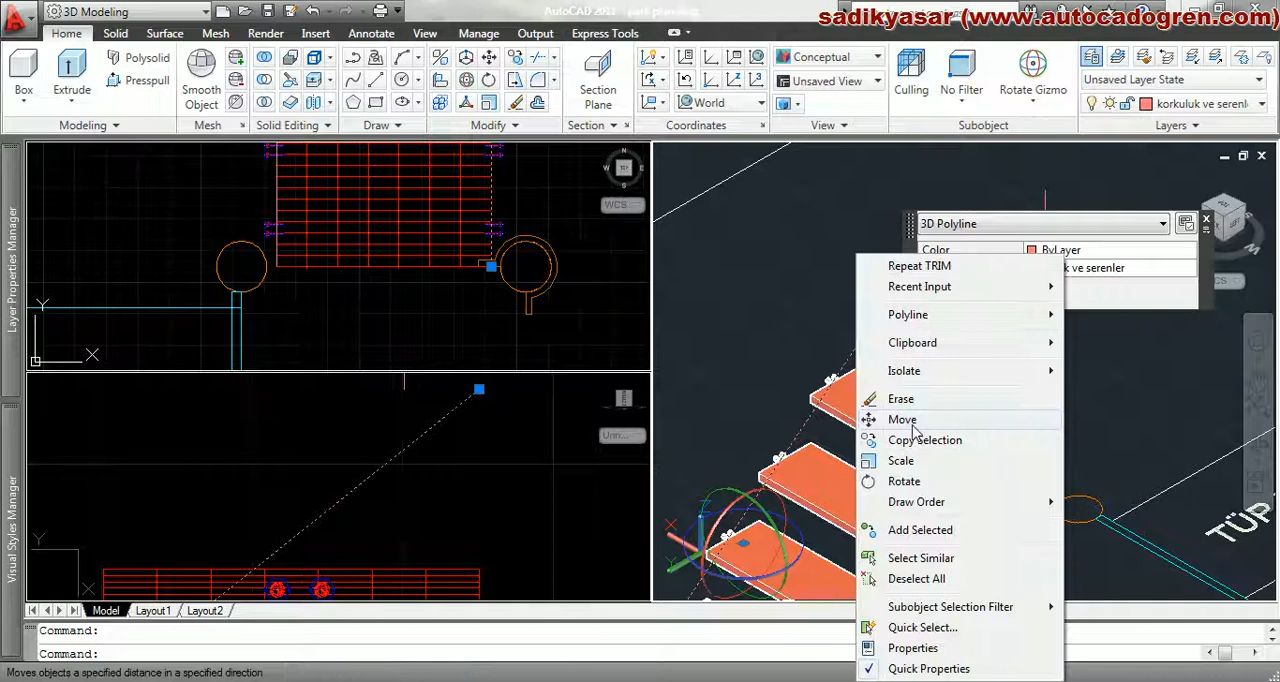 3D Modeling
AutoCAD 2011
sadikyasar (www.autocadogren.com)
Home Solid Surface Mesh Render Insert Annotate View Manage Output Express Tools
Box
Extrude
Polysolid
Presspull
Smooth
Object
Section
Plane
Conceptual
Unsaved View
World
Culling
No Filter
Rotate Gizmo
Unsaved Layer State
korkuluk ve serenl
Modeling Mesh Solid Editing Draw Modify Section Coordinates View Subobject Layers
Layer Properties Manager
Visual Styles Manager
N
W
E
S
TOP
WCS
Y
X
Y
X
Unn...
3D Polyline
Color ByLayer
k ve serenler
Repeat TRIM
Recent Input
Polyline
Clipboard
Isolate
Erase
Move
Copy Selection
Scale
Rotate
Draw Order
Add Selected
Select Similar
Deselect All
Subobject Selection Filter
Quick Select...
Properties
Quick Properties
X
Y
Z
TÜP
Model Layout1 Layout2
Command:
Command:
Moves objects a specified distance in a specified direction